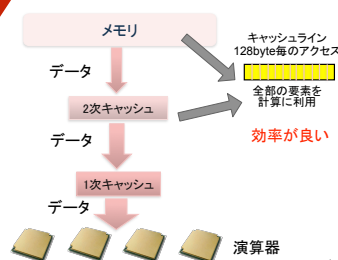 メモリ
キャッシュライン
128byte毎のアクセス
データ
全部の要素を
計算に利用
2次キャッシュ
効率が良い
データ
1次キャッシュ
データ
演算器